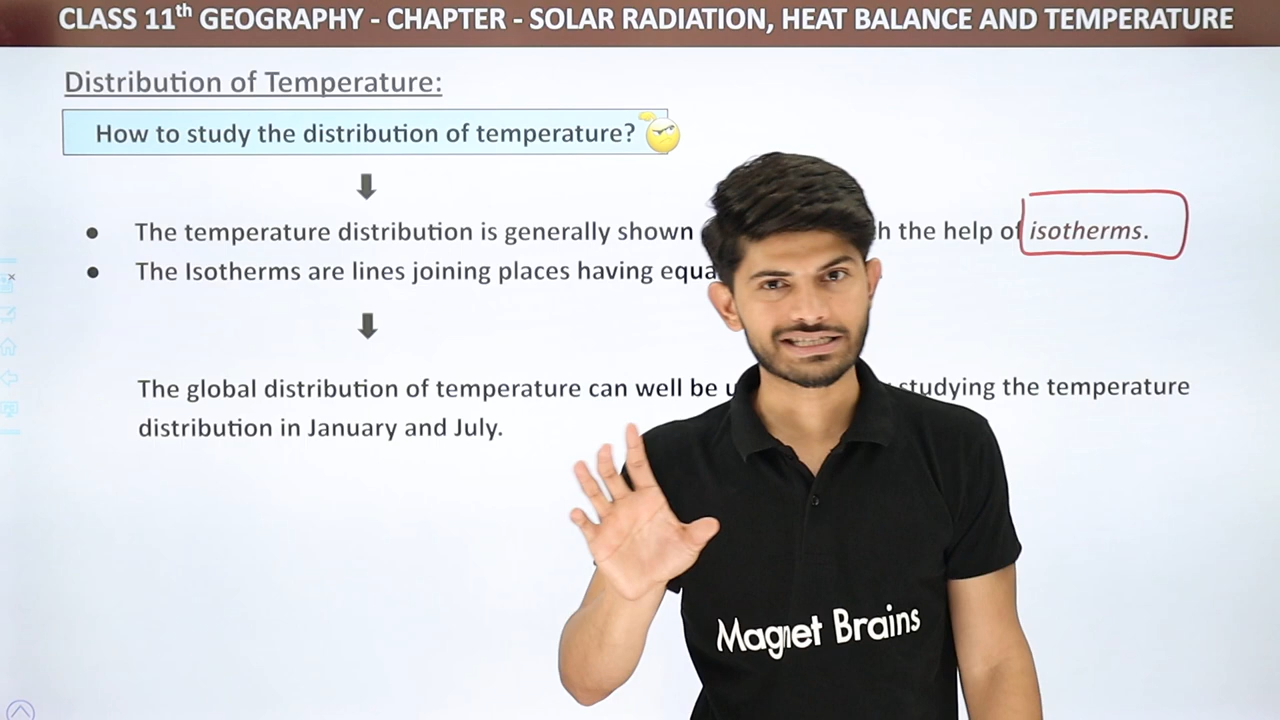 CLASS 11th GEOGRAPHY - CHAPTER - SOLAR RADIATION, HEAT BALANCE AND TEMPERATURE
Distribution of Temperature:
How to study the distribution of temperature?
● The temperature distribution is generally shown the help of isotherms.
● The Isotherms are lines joining places having
The global distribution of temperature can well be studying the temperature
distribution in January and July.
Magnet Brains